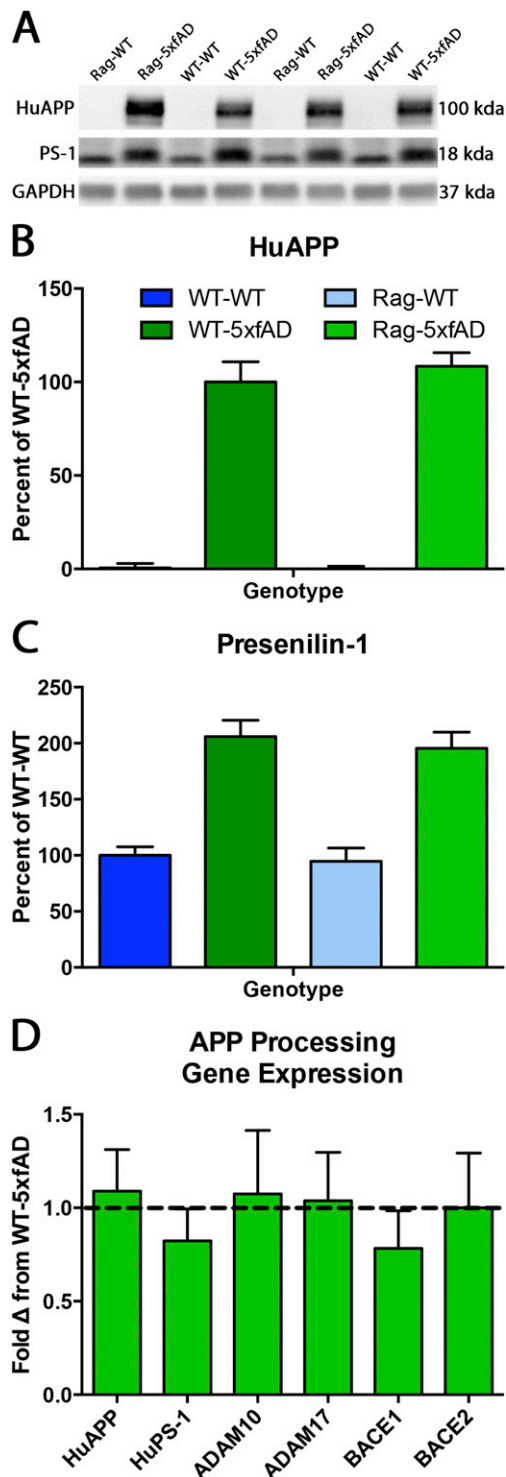 A
Rag-WT Rag-5xfAD WT-WT WT-5xfAD Rag-WT Rag-5xfAD WT-WT WT-5xfAD
HuAPP 100 kda
PS-1 18 kda
GAPDH 37 kda
B
HuAPP
WT-WT Rag-WT
WT-5xfAD Rag-5xfAD
Percent of WT-5xfAD
150
100
50
0
Genotype
C
Presenilin-1
Percent of WT-WT
250
200
150
100
50
0
Genotype
D
APP Processing
Gene Expression
Fold Δ from WT-5xfAD
1.5
1.0
0.5
0.0
HuAPP HuPS-1 ADAM10 ADAM17 BACE1 BACE2